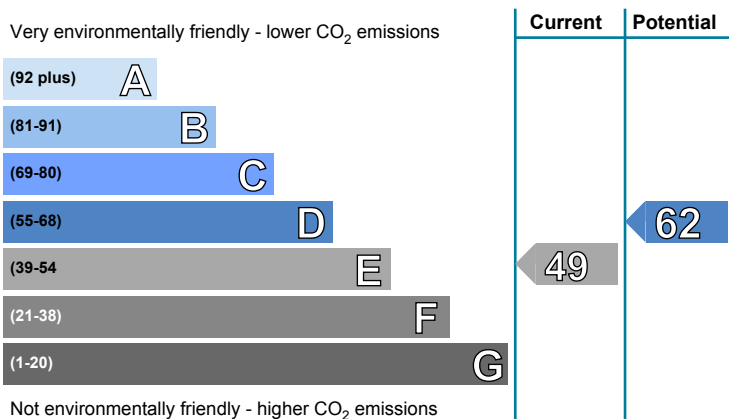 Current Potential
Very environmentally friendly - lower CO2 emissions
(92 plus) A
(81-91) B
(69-80) C
(55-68) D 62
(39-54 E 49
(21-38) F
(1-20) G
Not environmentally friendly - higher CO2 emissions